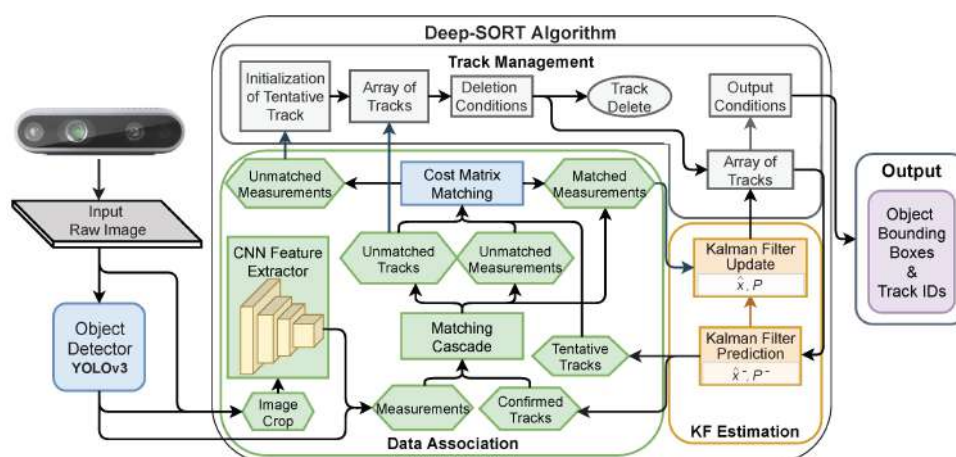 Deep-SORT Algorithm
Track Management
Initialization
of Tentative
Track
Array of
Tracks
Deletion
Conditions
Track
Delete
Output
Conditions
Array of
Tracks
Input
Raw Image
Object
Detector
YOLOv3
Unmatched
Measurements
Cost Matrix
Matching
Matched
Measurements
CNN Feature
Extractor
Unmatched
Tracks
Unmatched
Measurements
Matching
Cascade
Tentative
Tracks
Image
Crop
Measurements
Confirmed
Tracks
Data Association
Kalman Filter
Update
x̂, P
Kalman Filter
Prediction
x̂⁻, P⁻
KF Estimation
Output
Object
Bounding
Boxes
&
Track IDs